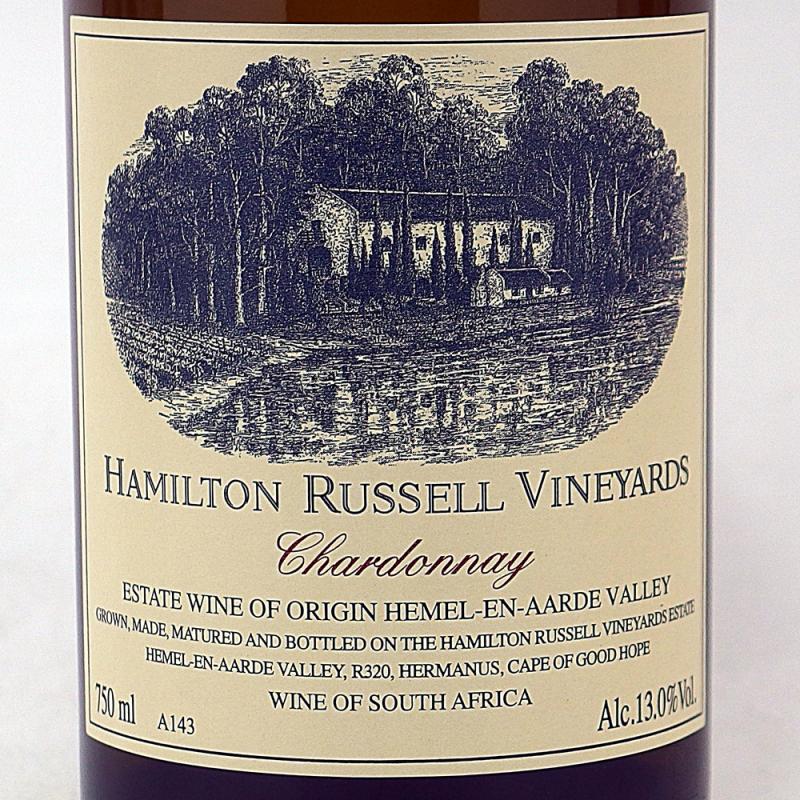 HAMILTON RUSSELL VINEYARDS
Chardonnay
ESTATE WINE OF ORIGIN HEMEL-EN-AARDE VALLEY
GROWN, MADE, MATURED AND BOTTLED ON THE HAMILTON RUSSELL VINEYARDS ESTATE
HEMEL-EN-AARDE VALLEY, R320, HERMANUS, CAPE OF GOOD HOPE
WINE OF SOUTH AFRICA
750 ml A143 Alc.13.0%Vol.